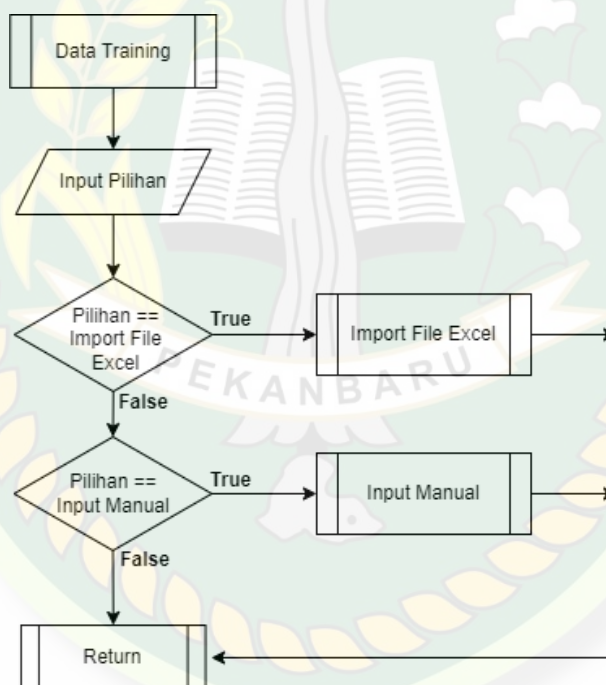 Data Training
Input Pilihan
Pilihan ==
Import File
Excel
True
Import File Excel
False
Pilihan ==
Input Manual
True
Input Manual
False
Return
PEKANBARU